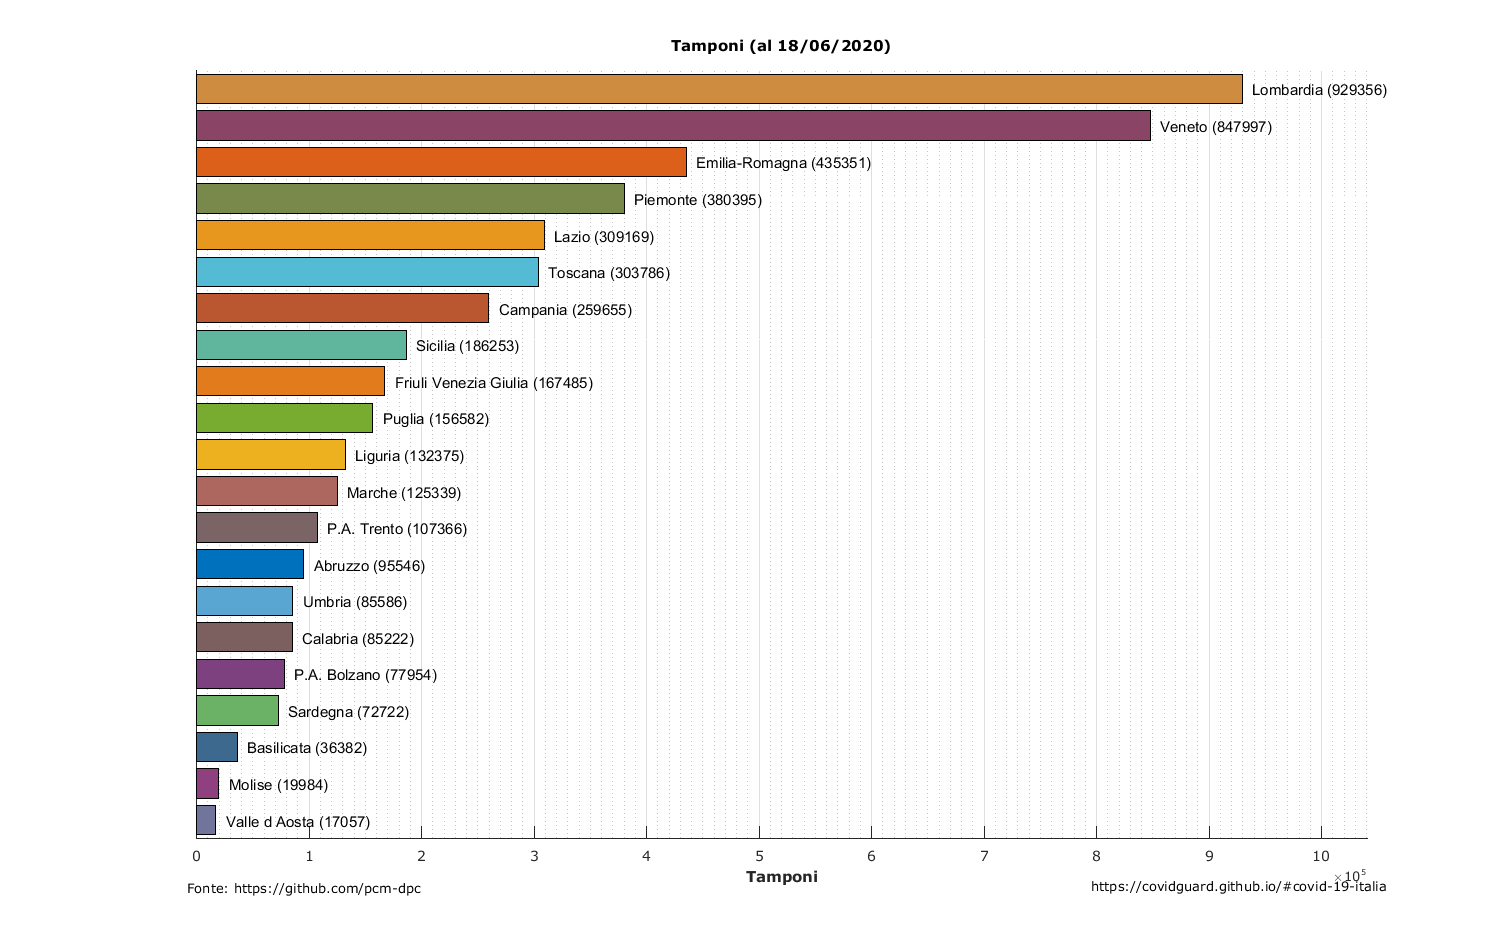 Tamponi (al 18/06/2020)
Lombardia (929356)
Veneto (847997)
Emilia-Romagna (435351)
Piemonte (380395)
Lazio (309169)
Toscana (303786)
Campania (259655)
Sicilia (186253)
Friuli Venezia Giulia (167485)
Puglia (156582)
Liguria (132375)
Marche (125339)
P.A. Trento (107366)
Abruzzo (95546)
Umbria (85586)
Calabria (85222)
P.A. Bolzano (77954)
Sardegna (72722)
Basilicata (36382)
Molise (19984)
Valle d Aosta (17057)
0 1 2 3 4 5 6 7 8 9 10
×10⁵
Tamponi
Fonte: https://github.com/pcm-dpc
https://covidguard.github.io/#covid-19-italia